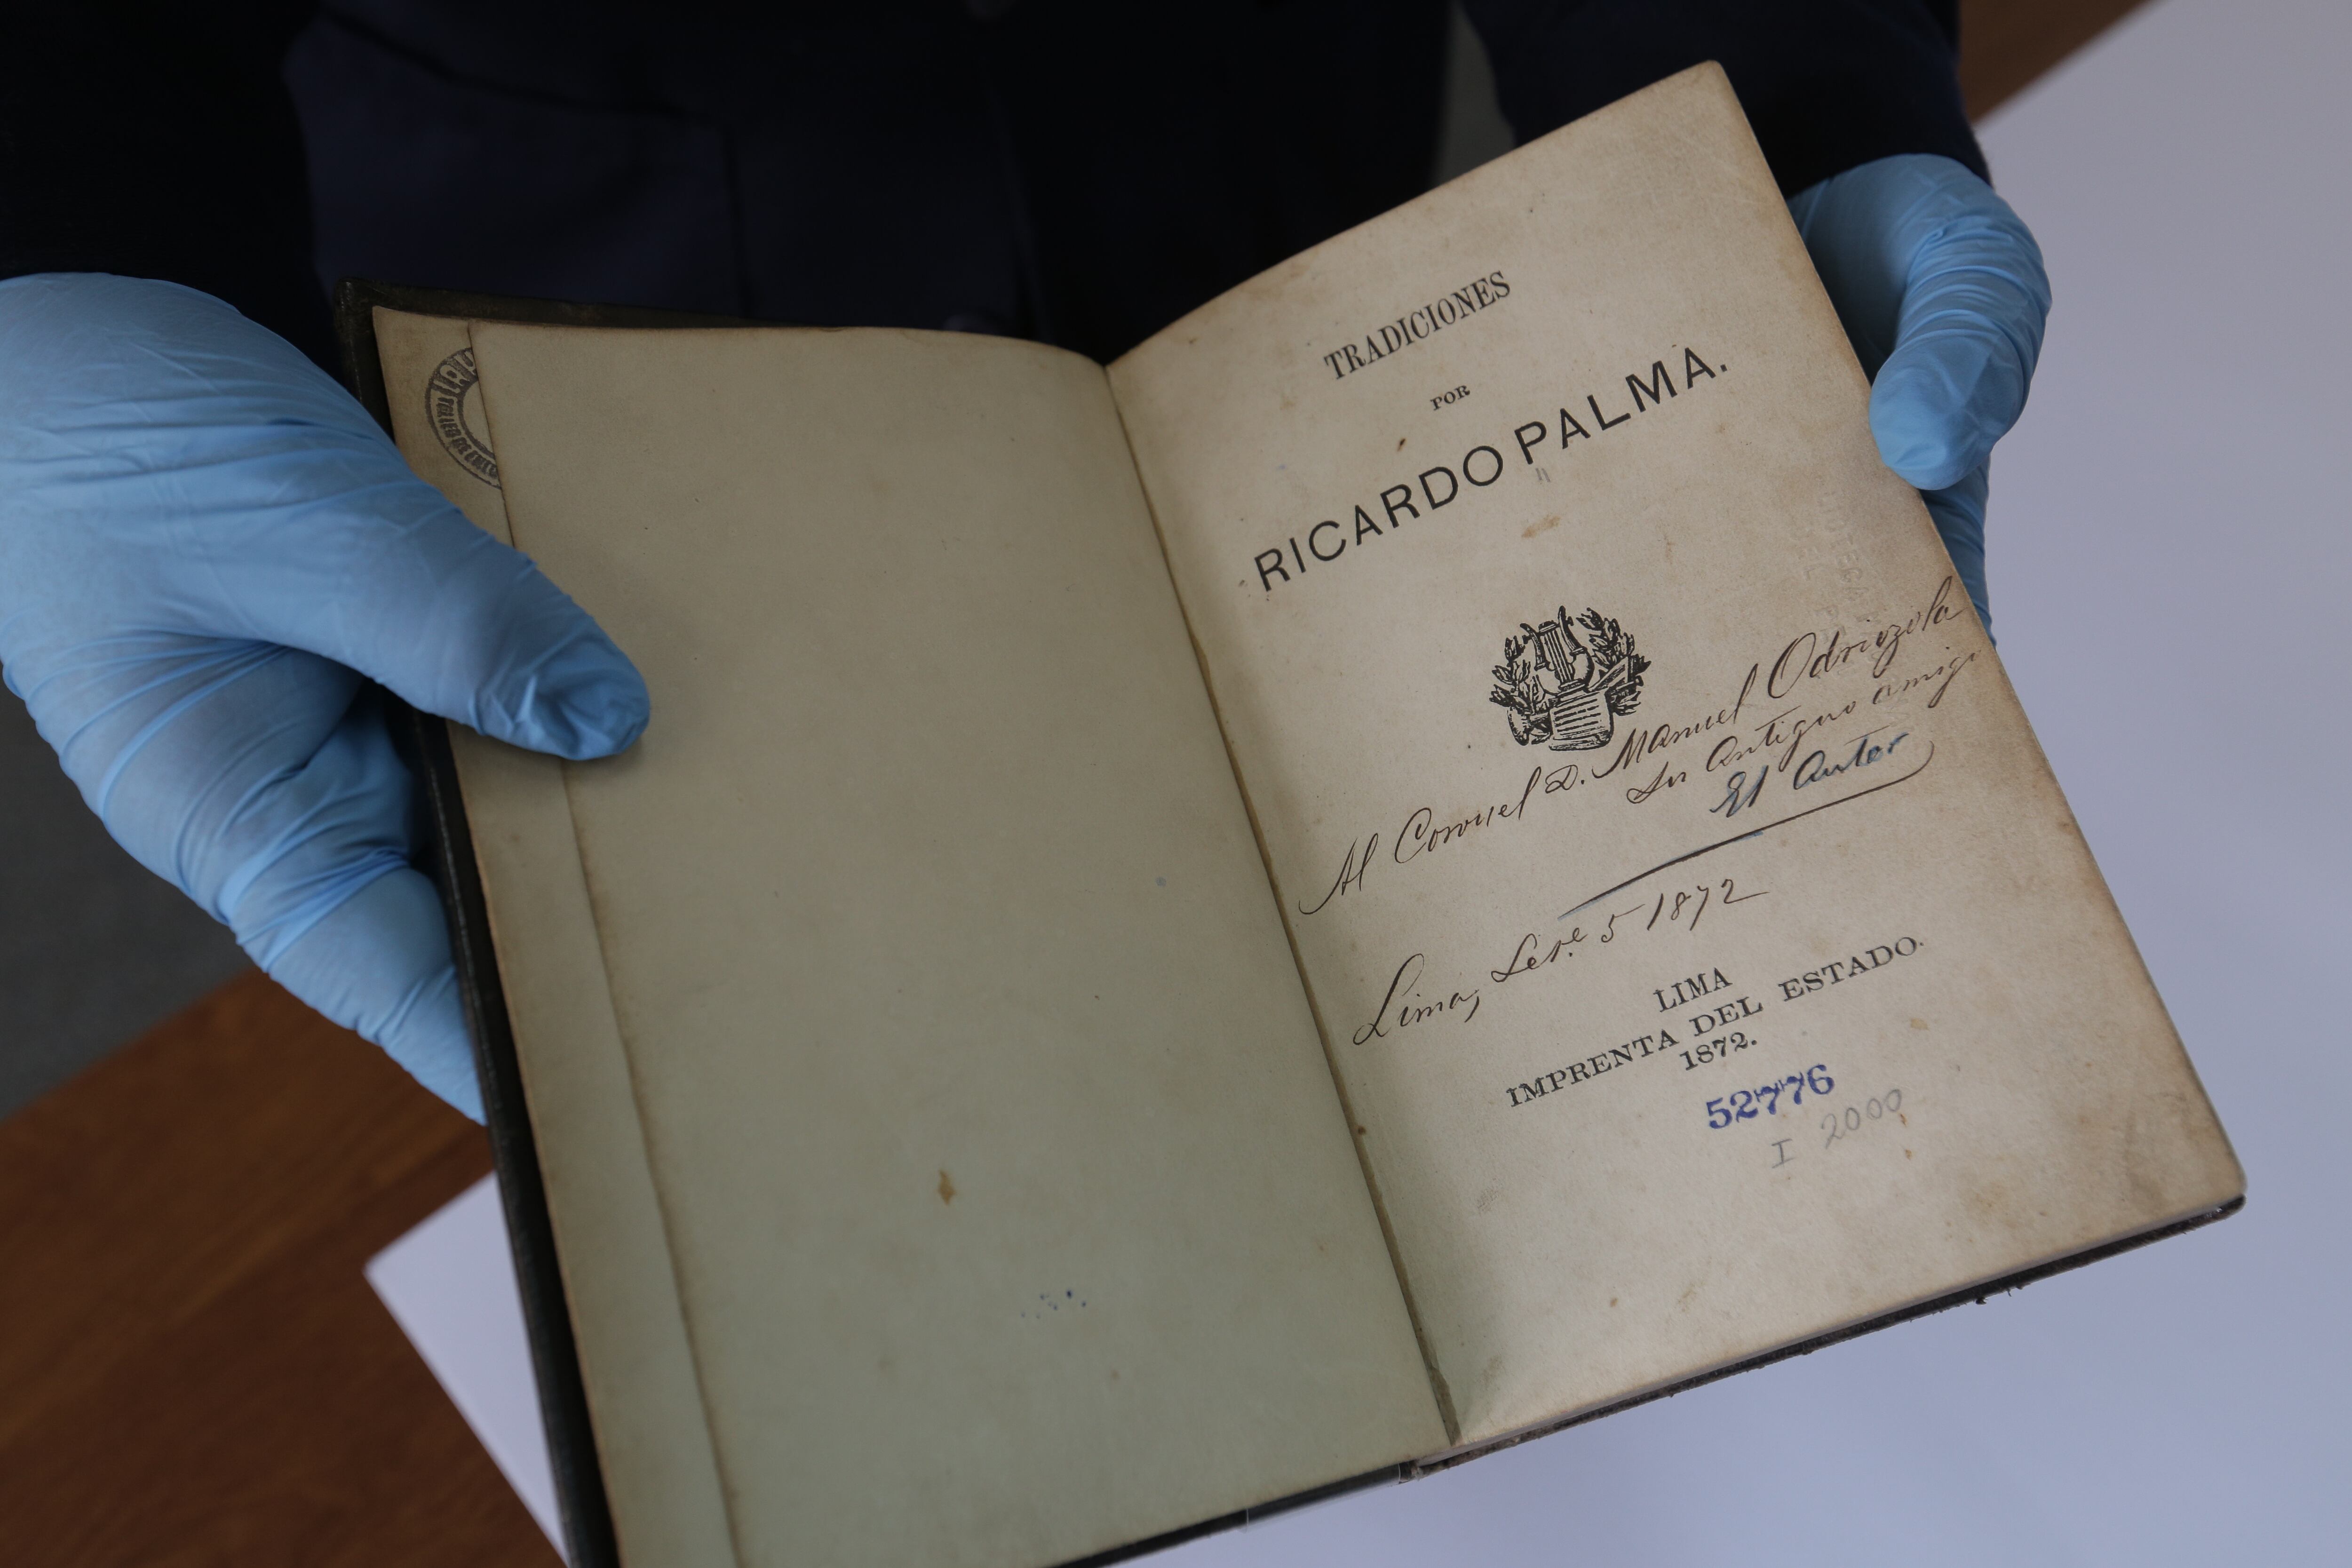 TRADICIONES
POR
RICARDO PALMA.
Al Coronel D. Manuel Odriozola
Su Antiguo amigo
El Autor
Lima, Set.e 5 1872
LIMA
IMPRENTA DEL ESTADO.
1872.
52776
I 2000